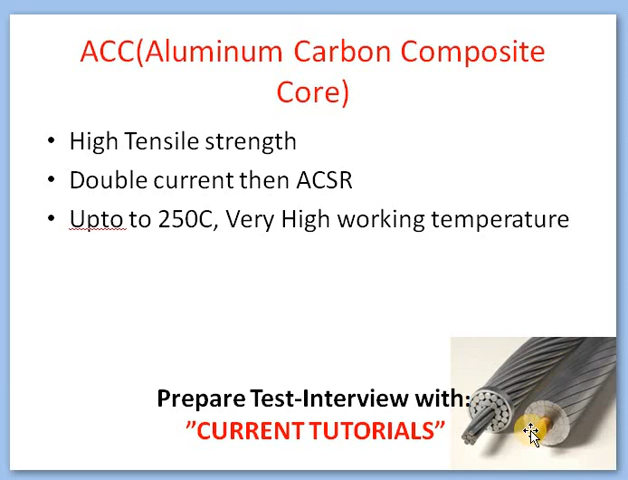 ACC(Aluminum Carbon Composite
Core)
• High Tensile strength
• Double current then ACSR
• Upto to 250C, Very High working temperature
Prepare Test-Interview with:
”CURRENT TUTORIALS”